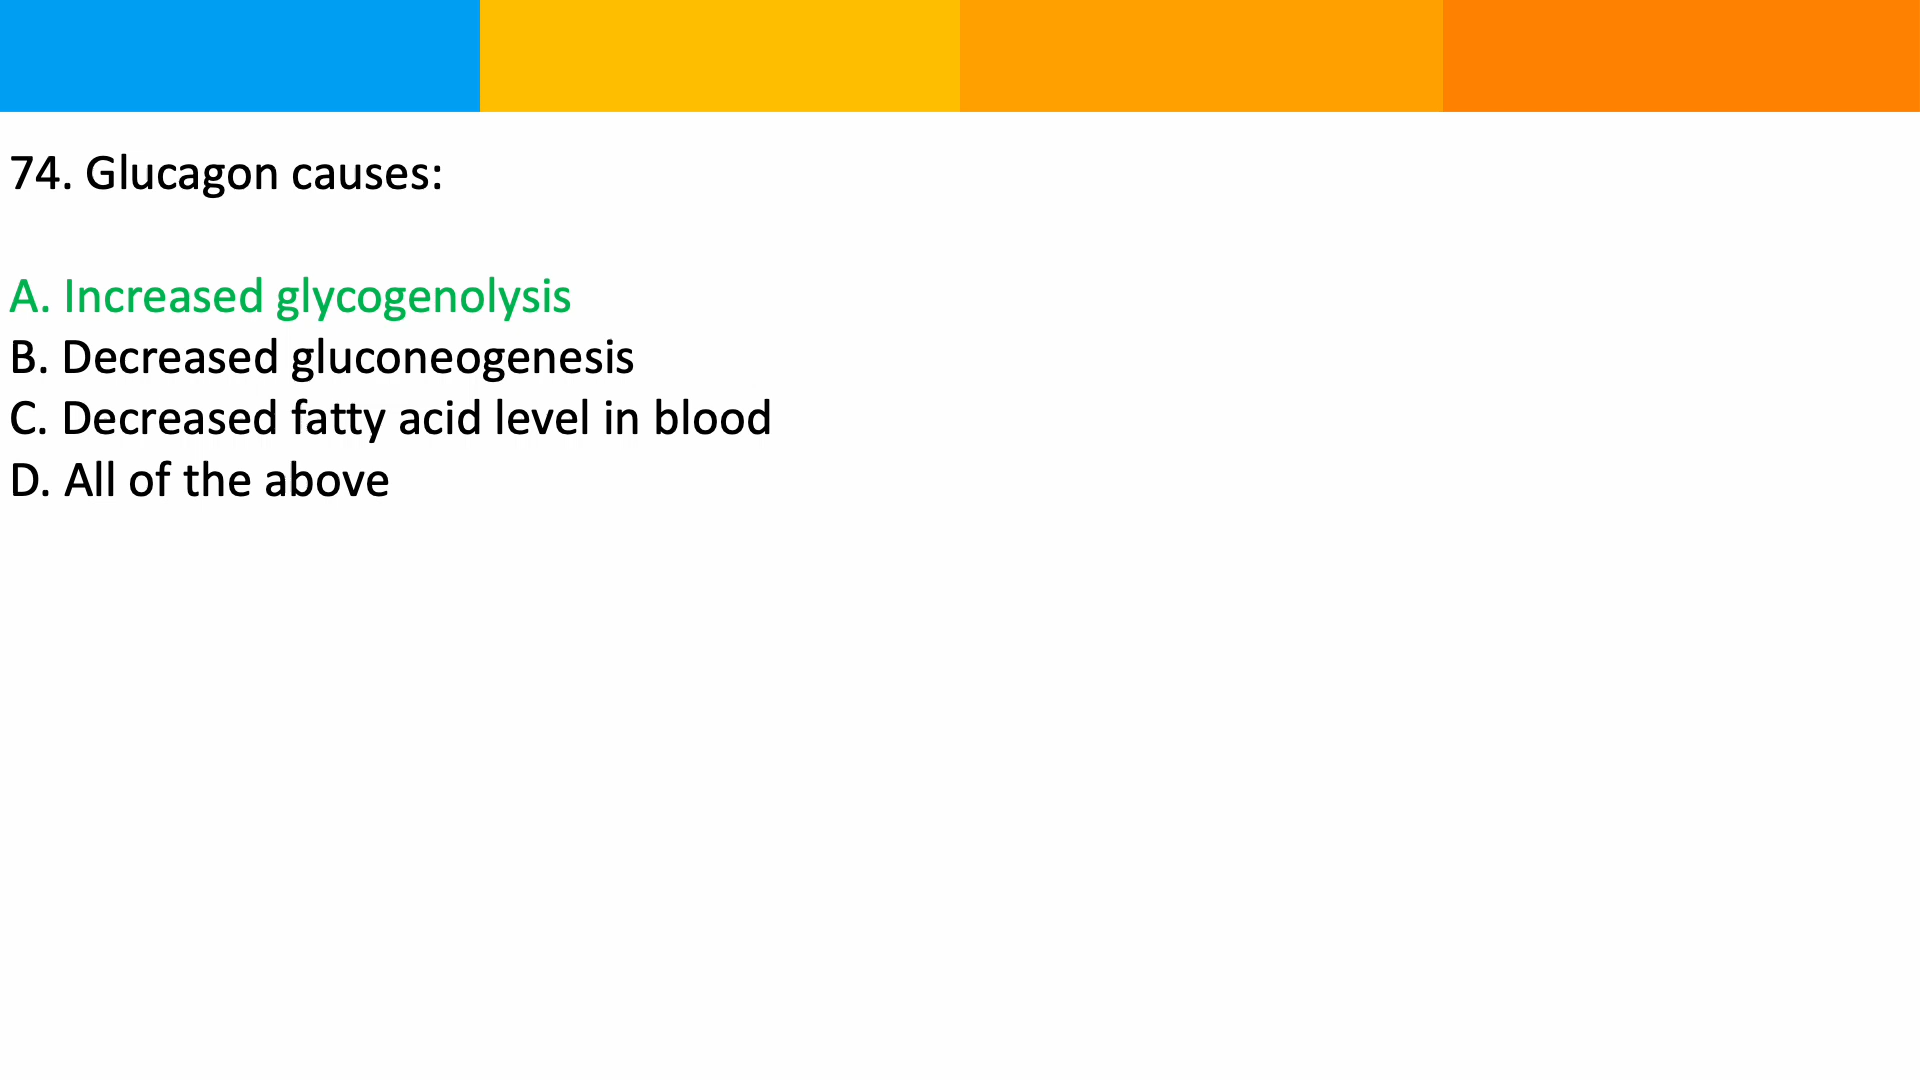 74. Glucagon causes:
A. Increased glycogenolysis
B. Decreased gluconeogenesis
C. Decreased fatty acid level in blood
D. All of the above